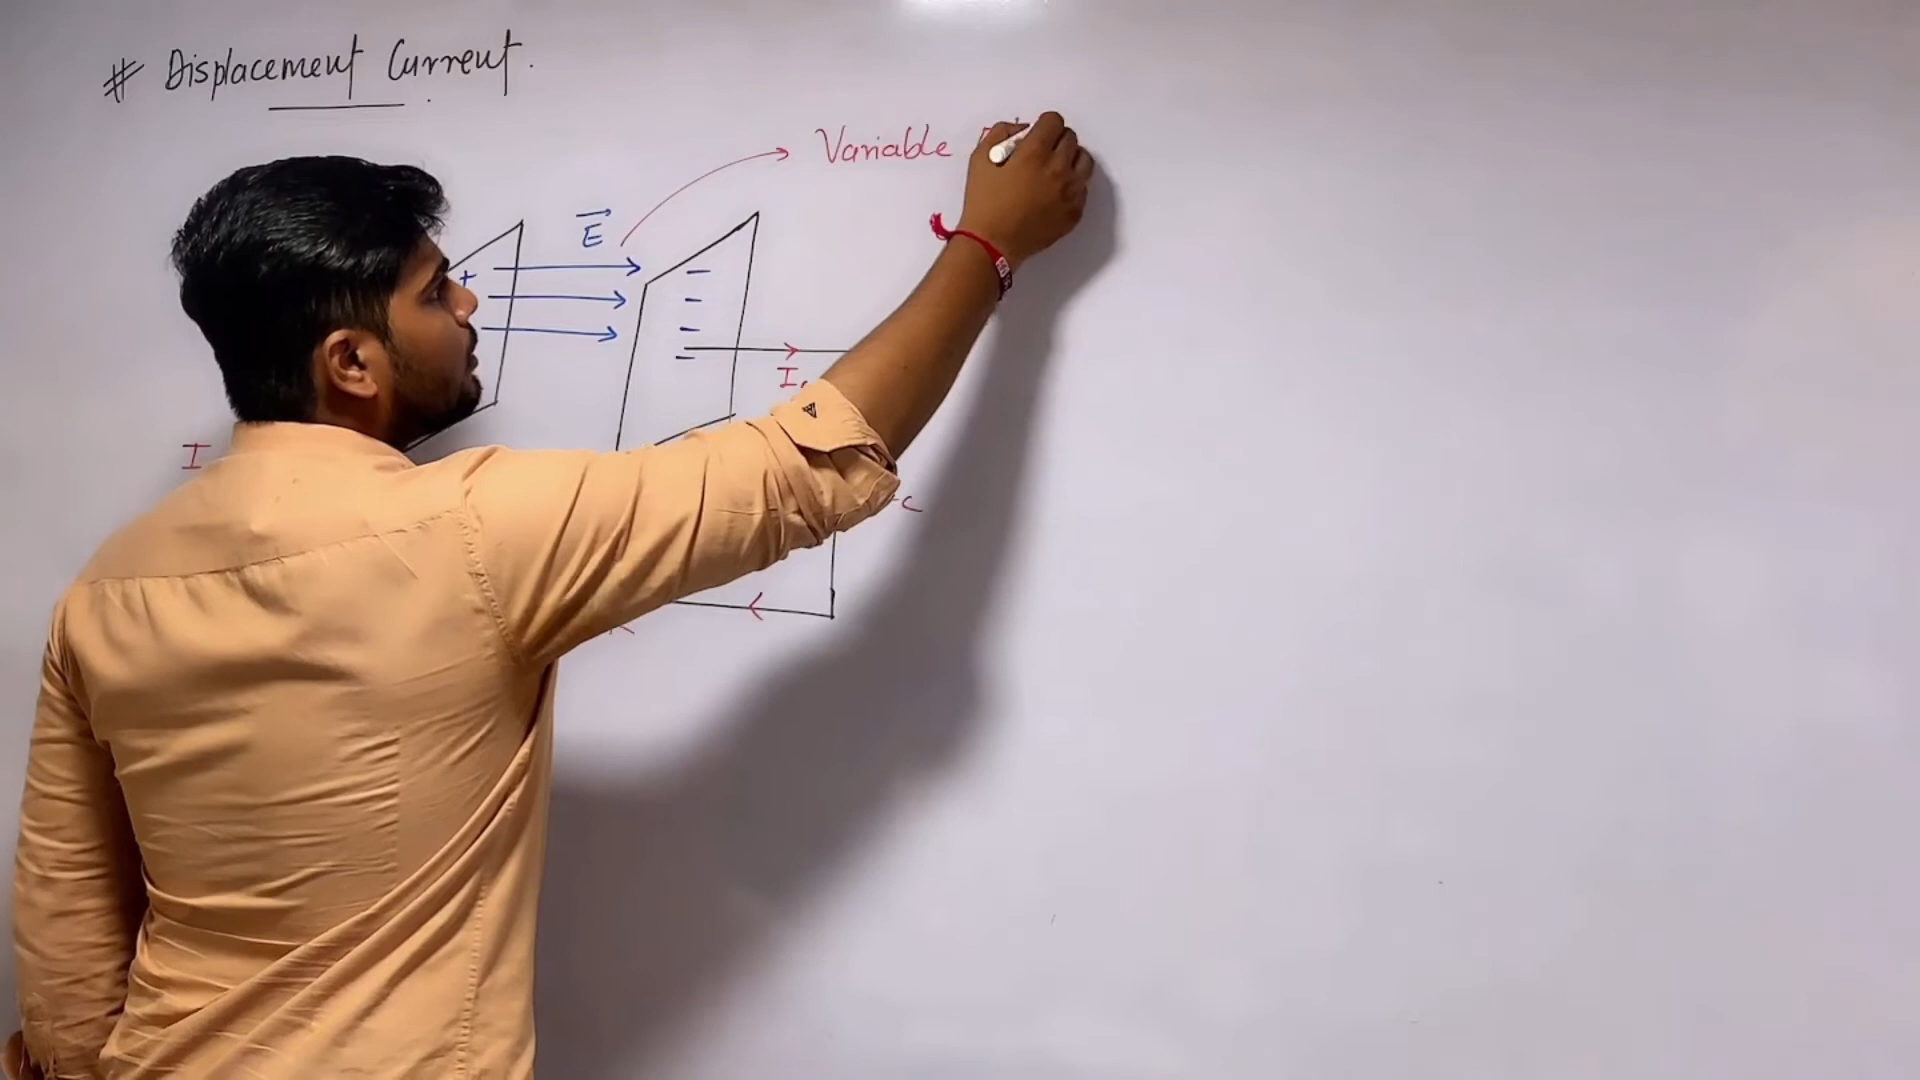 # Displacement Current.
Variable
E
+
I
I
c